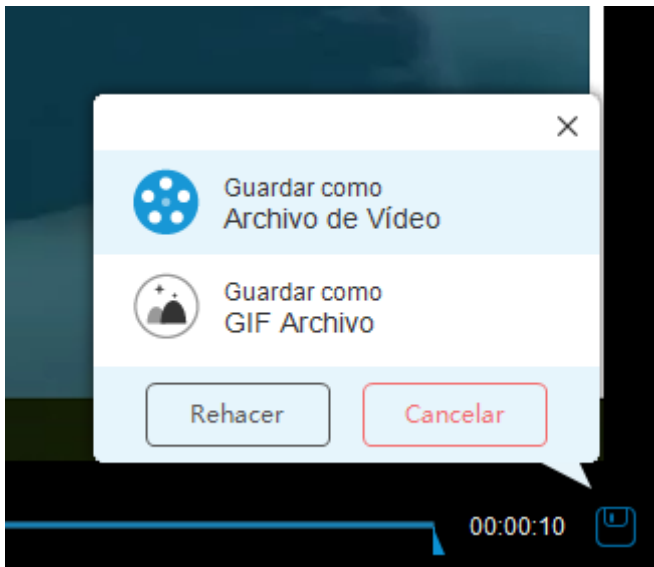 Guardar como
Archivo de Vídeo
Guardar como
GIF Archivo
Rehacer
Cancelar
00:00:10